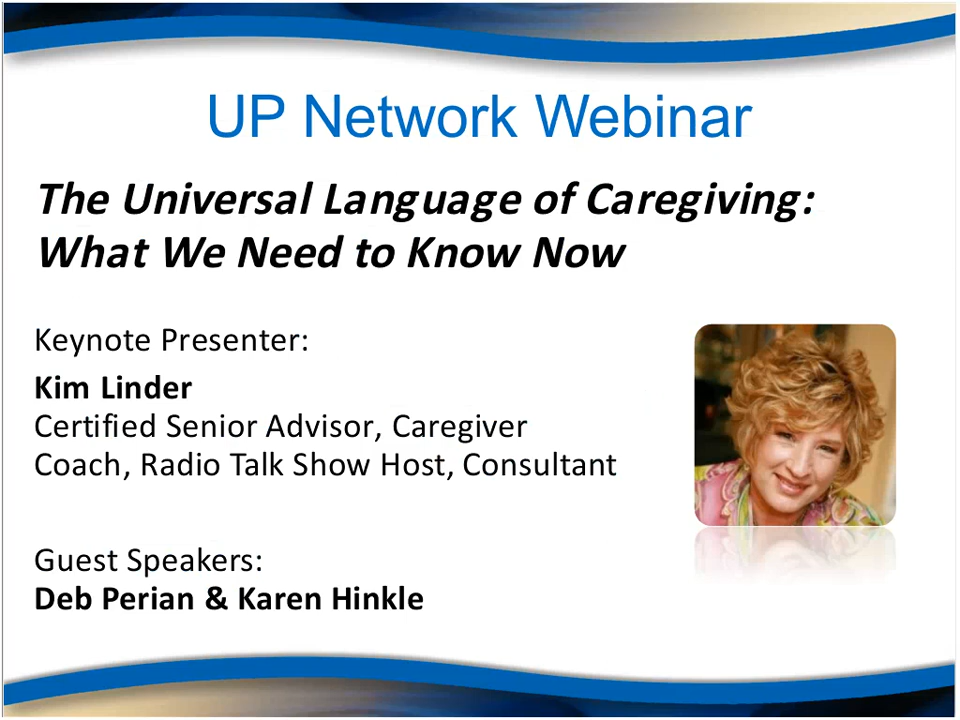 UP Network Webinar
The Universal Language of Caregiving:
What We Need to Know Now
Keynote Presenter:
Kim Linder
Certified Senior Advisor, Caregiver
Coach, Radio Talk Show Host, Consultant
Guest Speakers:
Deb Perian & Karen Hinkle